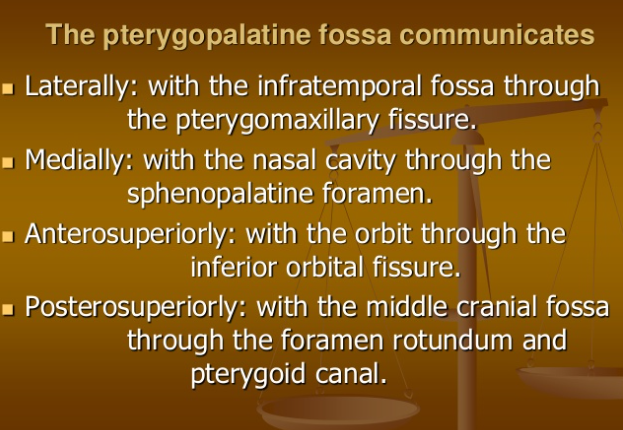 The pterygopalatine fossa communicates
Laterally: with the infratemporal fossa through
the pterygomaxillary fissure.
Medially: with the nasal cavity through the
sphenopalatine foramen.
Anterosuperiorly: with the orbit through the
inferior orbital fissure.
Posterosuperiorly: with the middle cranial fossa
through the foramen rotundum and
pterygoid canal.